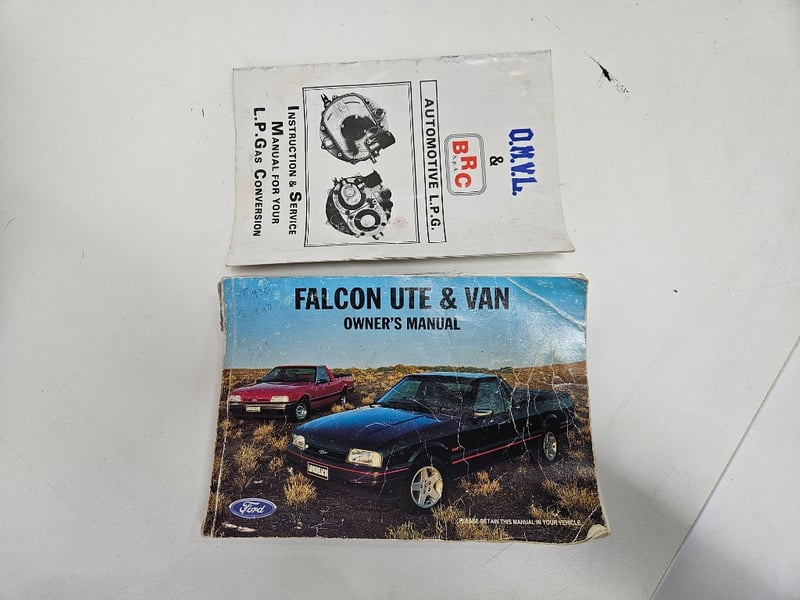 O.M.V.L.
&
BRC
S.p.A.
AUTOMOTIVE L.P.G.
INSTRUCTION & SERVICE
MANUAL FOR YOUR
L.P.GAS CONVERSION
FALCON UTE & VAN
OWNER'S MANUAL
Ford
PLEASE RETAIN THIS MANUAL IN YOUR VEHICLE.